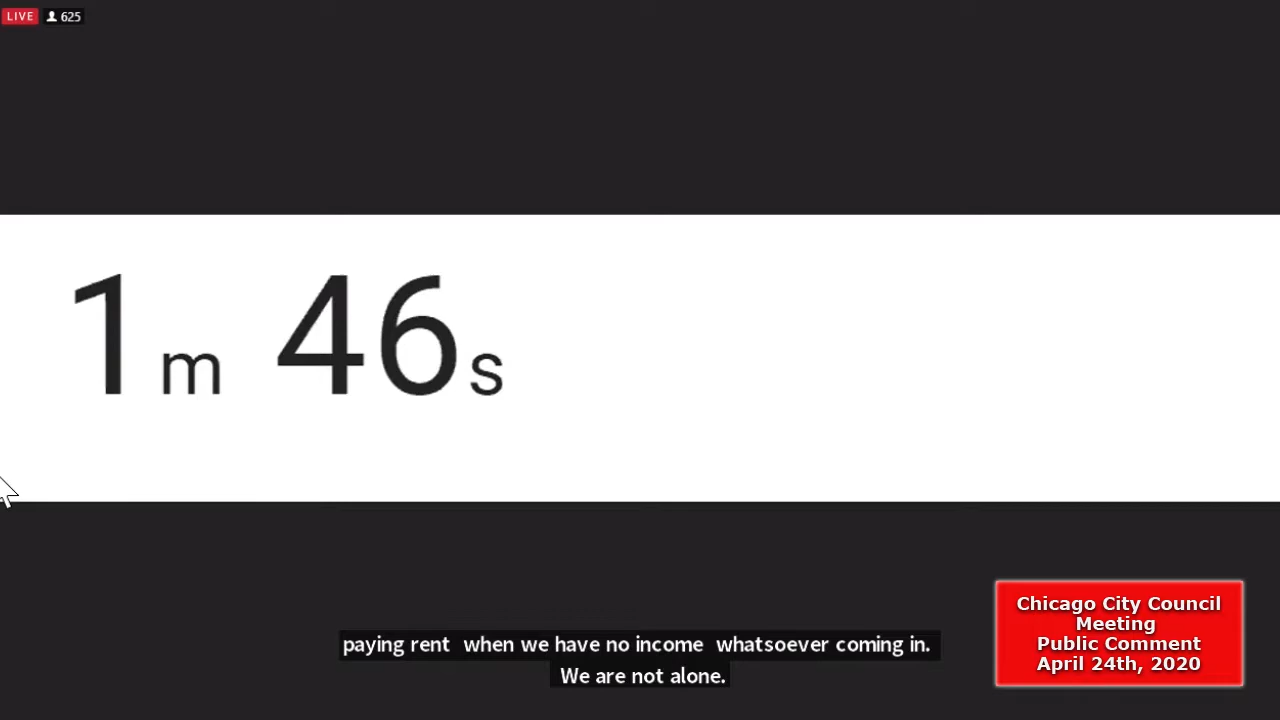 LIVE 625
1m 46s
paying rent when we have no income whatsoever coming in.
We are not alone.
Chicago City Council
Meeting
Public Comment
April 24th, 2020